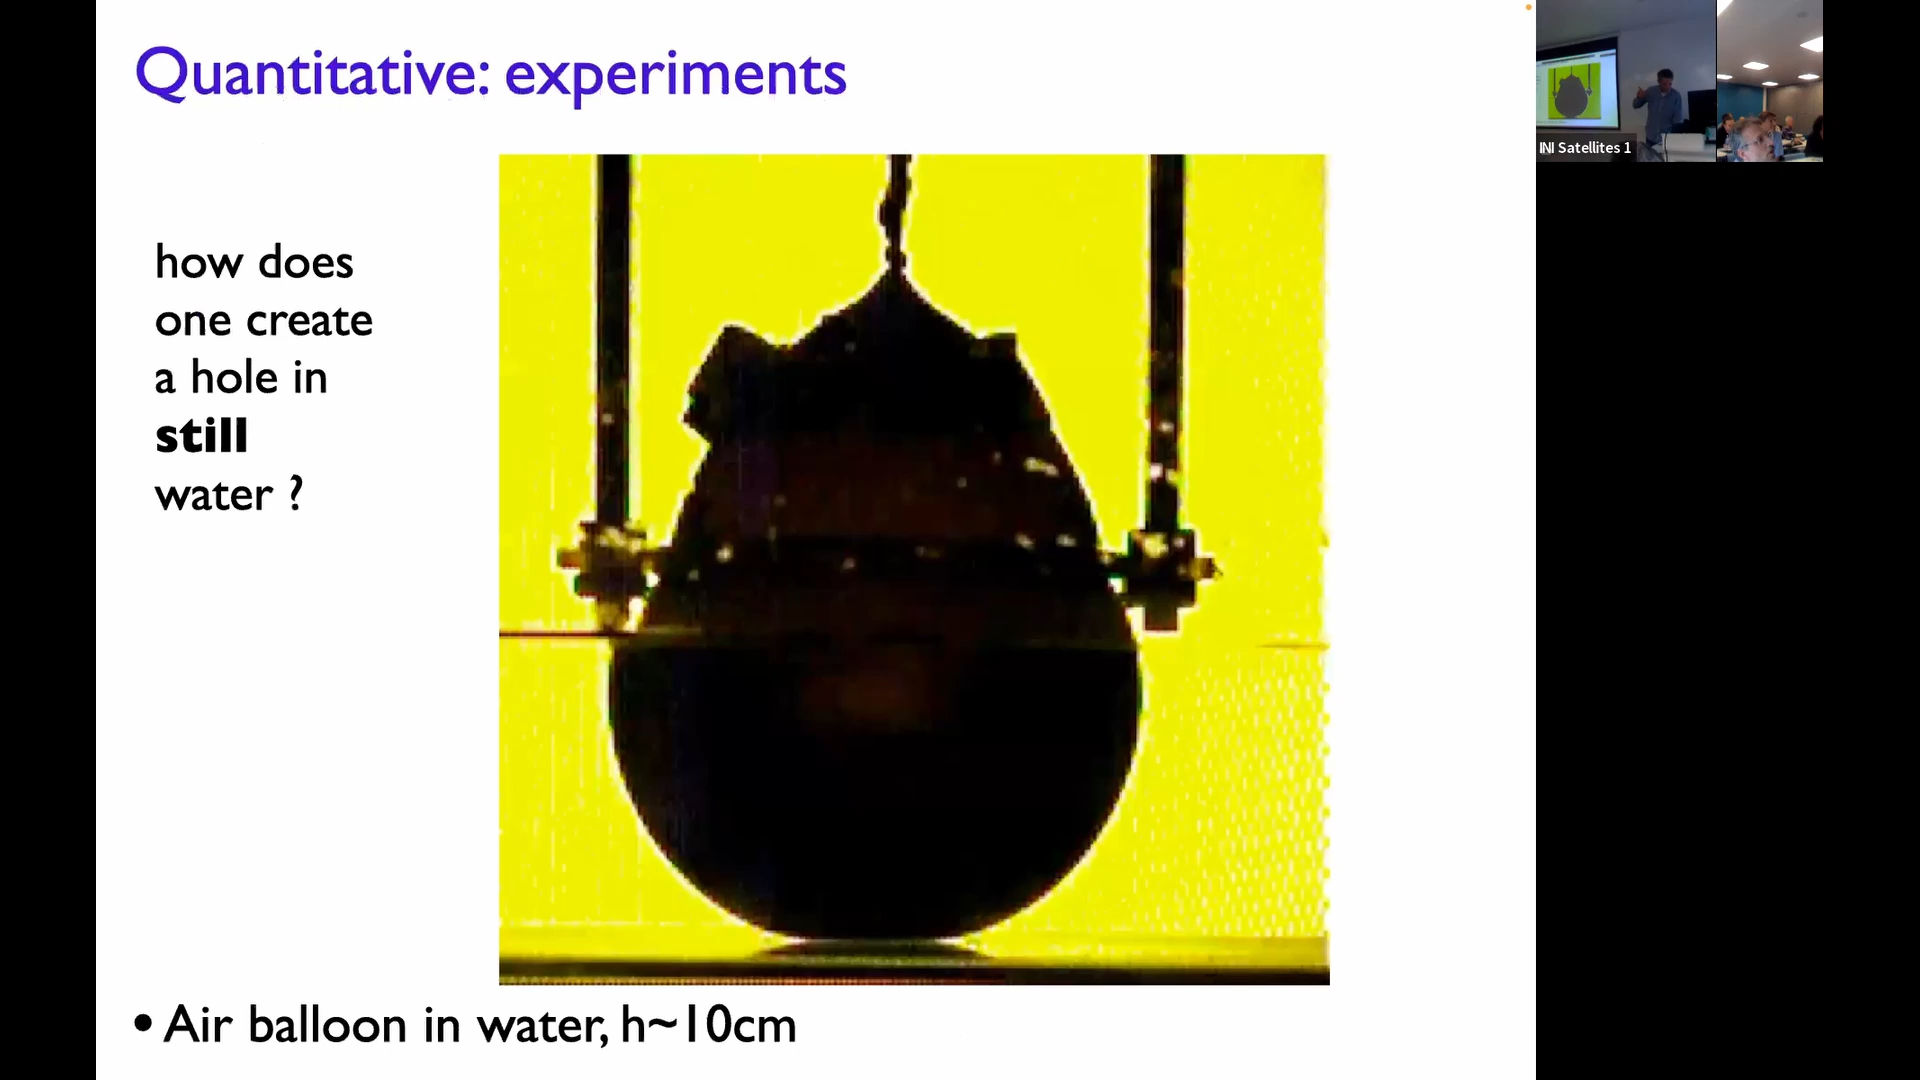 Quantitative: experiments
how does
one create
a hole in
still
water ?
• Air balloon in water, h~10cm
INI Satellites 1